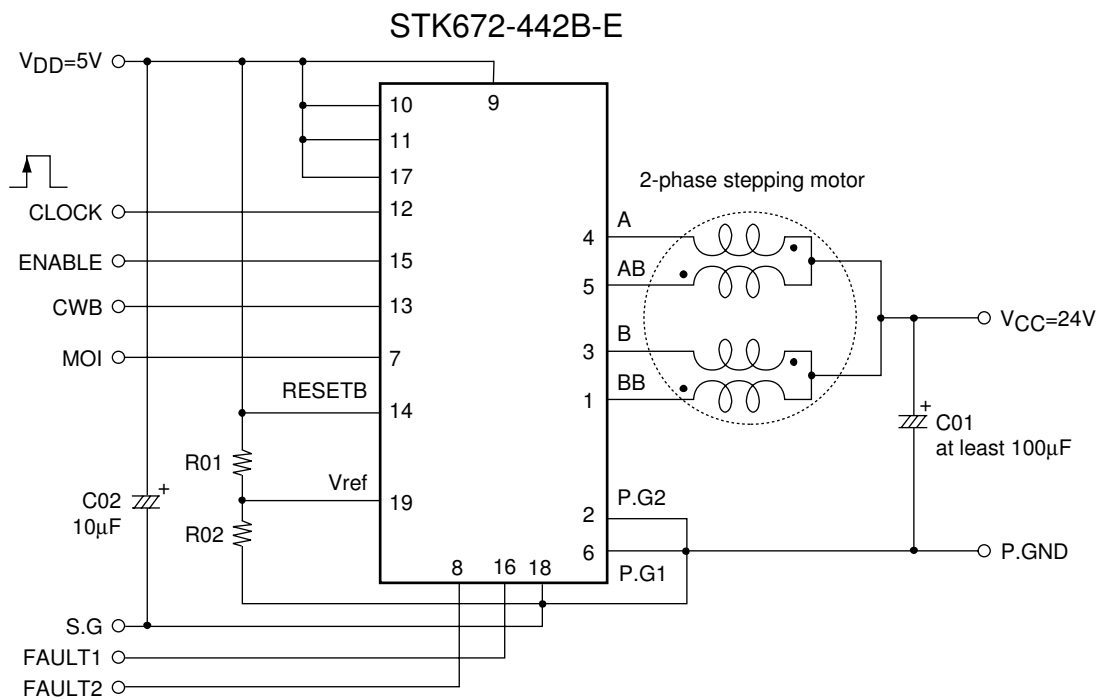 STK672-442B-E
VDD=5V
9
10
11
17
2-phase stepping motor
CLOCK
12
A
4
ENABLE
15
AB
5
CWB
13
VCC=24V
B
3
MOI
7
BB
1
RESETB
14
C01
at least 100μF
R01
Vref
19
C02
10μF
P.G2
2
R02
6
P.GND
P.G1
8
16
18
S.G
FAULT1
FAULT2
+
+